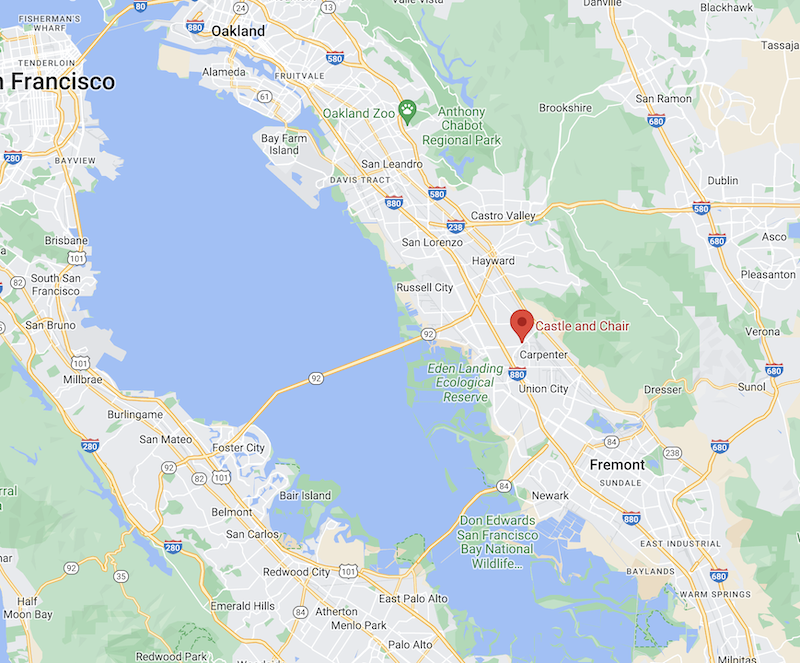 FISHERMAN'S
WHARF
80
880
24
13
Valle Vista
Danville
Blackhawk
Oakland
580
Tassaja
TENDERLOIN
n Francisco
Alameda
FRUITVALE
61
San Ramon
680
Oakland Zoo
Anthony
Chabot
Regional Park
Brookshire
280
BAYVIEW
Bay Farm
Island
San Leandro
DAVIS TRACT
Dublin
880
580
580
238
Castro Valley
680
Asco
Brisbane
101
San Lorenzo
Hayward
Pleasanton
82
South San
Francisco
Russell City
San Bruno
92
Castle and Chair
Verona
101
Millbrae
Carpenter
880
680
92
Eden Landing
Ecological
Reserve
Union City
Dresser
Sunol
Burlingame
280
San Mateo
Foster City
84
238
680
92
82
101
Fremont
SUNDALE
Bair Island
84
Newark
Belmont
San Carlos
Don Edwards
San Francisco
Bay National
Wildlife...
880
280
EAST INDUSTRIAL
92
35
Redwood City
101
BAYLANDS
680
WARM SPRINGS
Half
Moon Bay
Emerald Hills
84
Atherton
Menlo Park
East Palo Alto
Palo Alto
Redwood Park
Milpitas